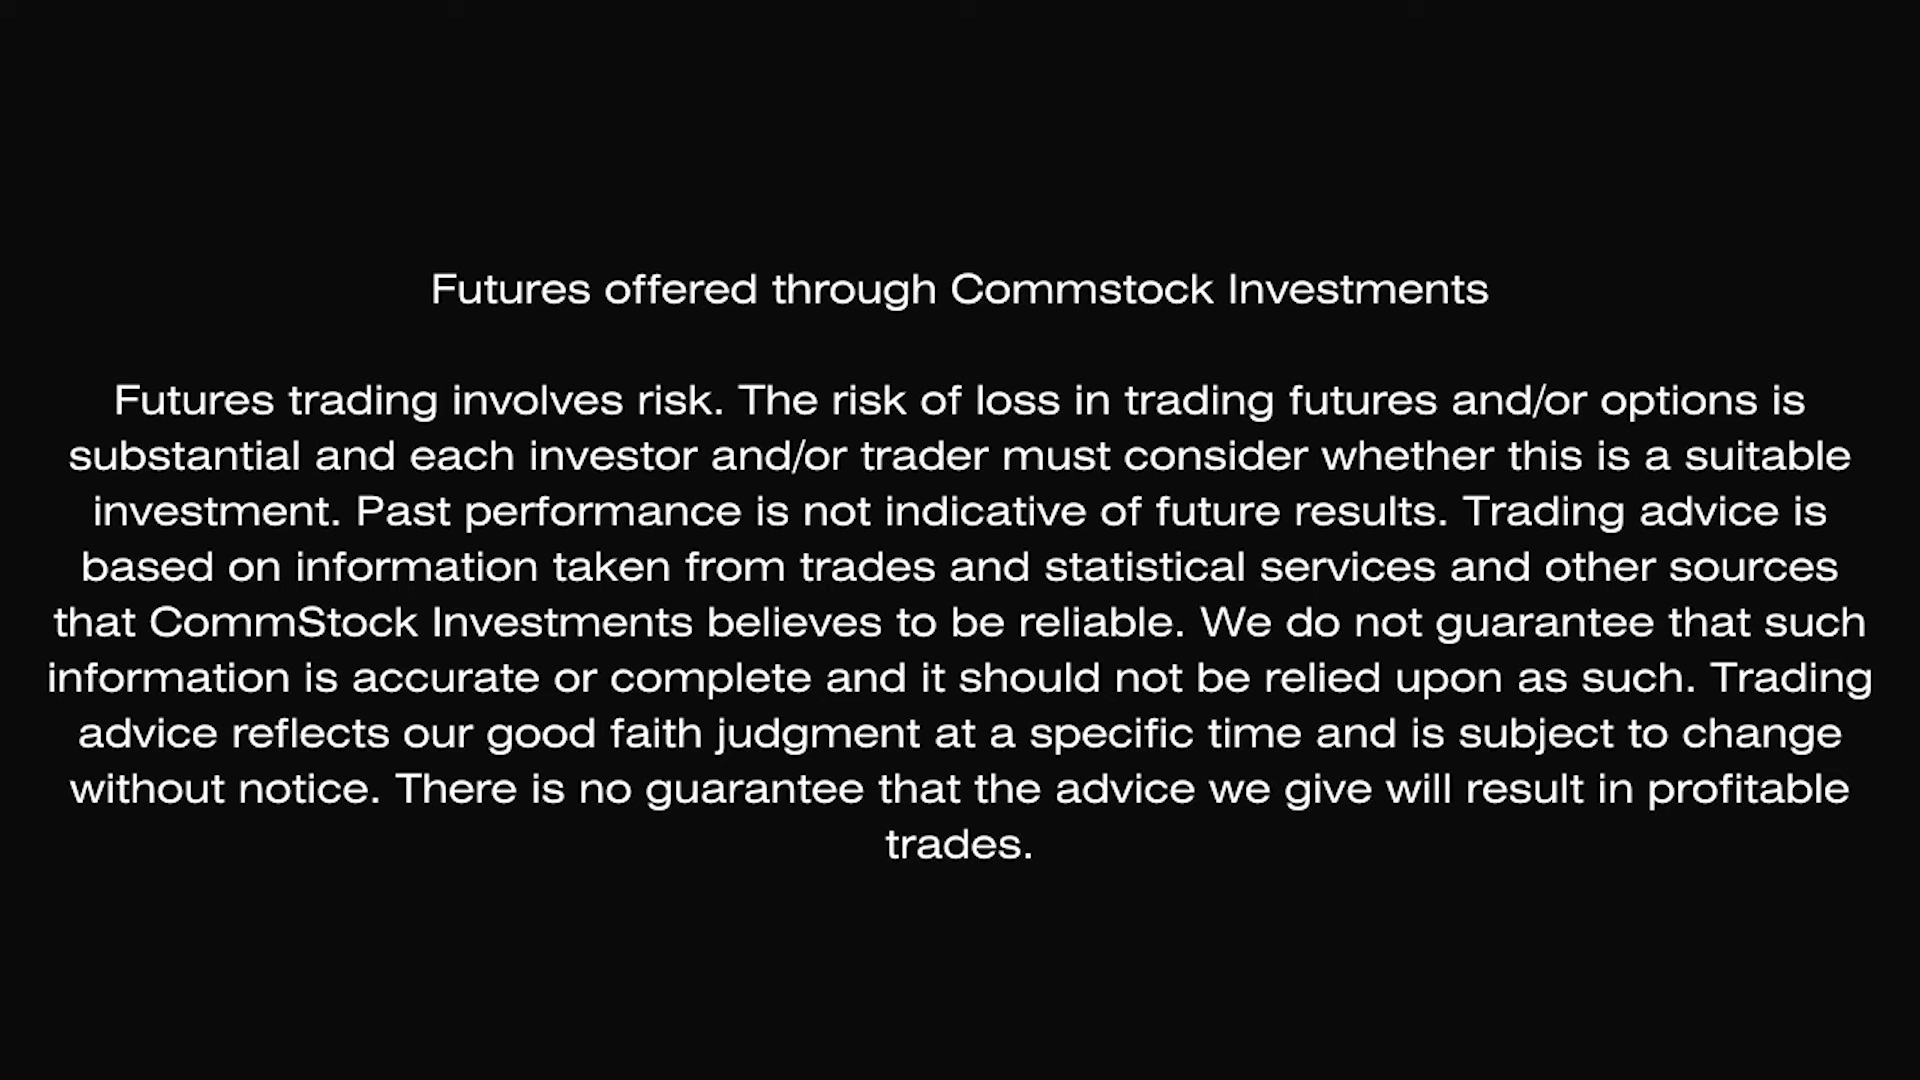 Futures offered through Commstock Investments
Futures trading involves risk. The risk of loss in trading futures and/or options is
substantial and each investor and/or trader must consider whether this is a suitable
investment. Past performance is not indicative of future results. Trading advice is
based on information taken from trades and statistical services and other sources
that CommStock Investments believes to be reliable. We do not guarantee that such
information is accurate or complete and it should not be relied upon as such. Trading
advice reflects our good faith judgment at a specific time and is subject to change
without notice. There is no guarantee that the advice we give will result in profitable
trades.